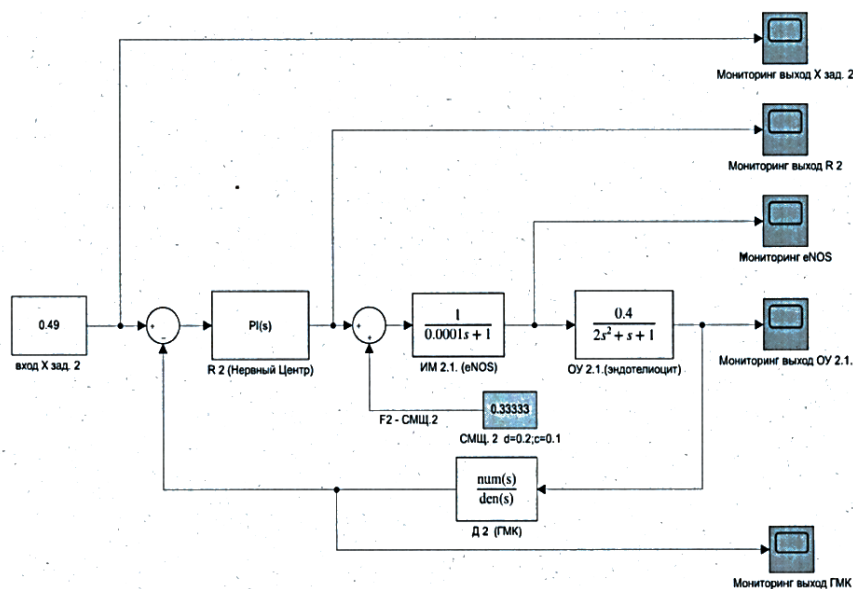 Мониторинг выход X зад. 2
Мониторинг выход R 2
Мониторинг eNOS
0.49
вход X зад. 2
+
−
PI(s)
R 2 (Нервный Центр)
+
+
1
0.0001s + 1
ИМ 2.1. (eNOS)
0.4
2s² + s + 1
ОУ 2.1.(эндотелиоцит)
Мониторинг выход ОУ 2.1.
F2 - СМЩ.2
0.33333
СМЩ. 2 d=0.2;c=0.1
num(s)
den(s)
Д 2 (ГМК)
Мониторинг выход ГМК